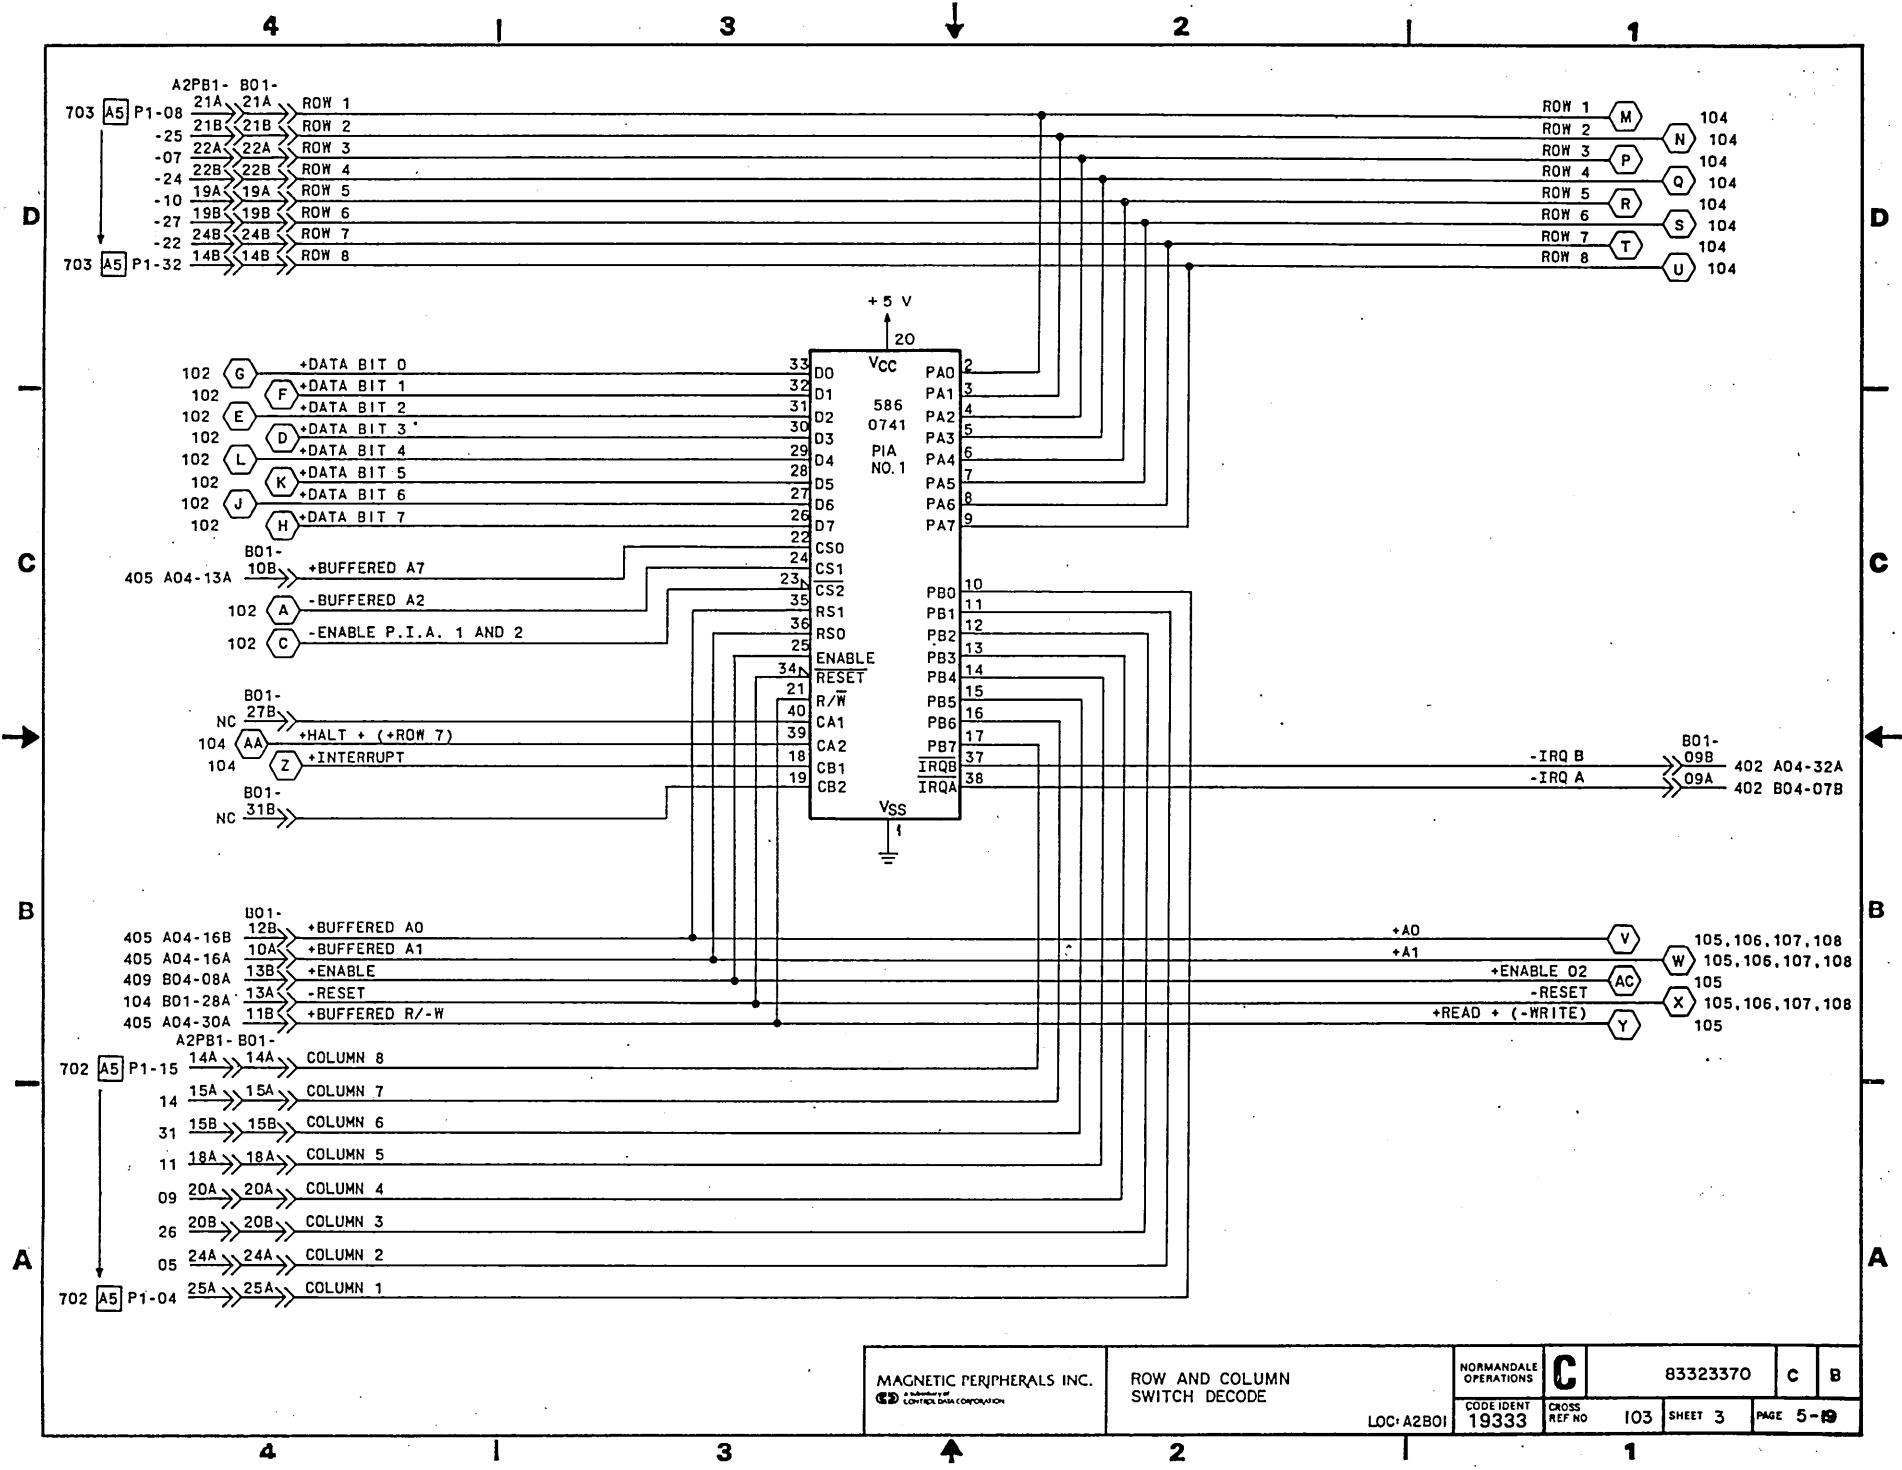 4 3 2 1
A2PB1- B01-
703 A5 P1-08 21A 21A ROW 1 ROW 1 M 104
-25 21B 21B ROW 2 ROW 2 N 104
-07 22A 22A ROW 3 ROW 3 P 104
-24 22B 22B ROW 4 ROW 4 Q 104
-10 19A 19A ROW 5 ROW 5 R 104
D -27 19B 19B ROW 6 ROW 6 S 104 D
-22 24B 24B ROW 7 ROW 7 T 104
703 A5 P1-32 14B 14B ROW 8 ROW 8 U 104
+5 V
20
VCC
102 G +DATA BIT 0 33 D0 PA0 2
102 F +DATA BIT 1 32 D1 PA1 3
102 E +DATA BIT 2 31 D2 586 PA2 4
102 D +DATA BIT 3 30 D3 0741 PA3 5
102 L +DATA BIT 4 29 D4 PIA PA4 6
102 K +DATA BIT 5 28 D5 NO.1 PA5 7
102 J +DATA BIT 6 27 D6 PA6 8
102 H +DATA BIT 7 26 D7 PA7 9
22 CS0
B01-
C 405 A04-13A 10B +BUFFERED A7 24 CS1 C
23 CS2 PB0 10
102 A -BUFFERED A2 35 RS1 PB1 11
102 C -ENABLE P.I.A. 1 AND 2 36 RS0 PB2 12
25 ENABLE PB3 13
34 RESET PB4 14
21 R/W PB5 15
B01-
NC 27B 40 CA1 PB6 16
104 AA +HALT + (+ROW 7) 39 CA2 PB7 17
B01-
104 Z +INTERRUPT 18 CB1 IRQB 37 -IRQ B 09B 402 A04-32A
19 CB2 IRQA 38 -IRQ A 09A 402 B04-07B
B01-
NC 31B
VSS
1
B B
B01-
405 A04-16B 12B +BUFFERED A0 +A0 V 105,106,107,108
405 A04-16A 10A +BUFFERED A1 +A1 W 105,106,107,108
409 B04-08A 13B +ENABLE +ENABLE 02 AC 105
104 B01-28A 13A -RESET -RESET X 105,106,107,108
405 A04-30A 11B +BUFFERED R/-W +READ + (-WRITE) Y 105
A2PB1- B01-
702 A5 P1-15 14A 14A COLUMN 8
14 15A 15A COLUMN 7
31 15B 15B COLUMN 6
11 18A 18A COLUMN 5
09 20A 20A COLUMN 4
26 20B 20B COLUMN 3
A 05 24A 24A COLUMN 2 A
702 A5 P1-04 25A 25A COLUMN 1
MAGNETIC PERIPHERALS INC.
a subsidiary of
CONTROL DATA CORPORATION
ROW AND COLUMN
SWITCH DECODE
LOC: A2B01
NORMANDALE
OPERATIONS
C 83323370 C B
CODE IDENT
19333
CROSS
REF NO 103 SHEET 3 PAGE 5-19
4 3 2 1